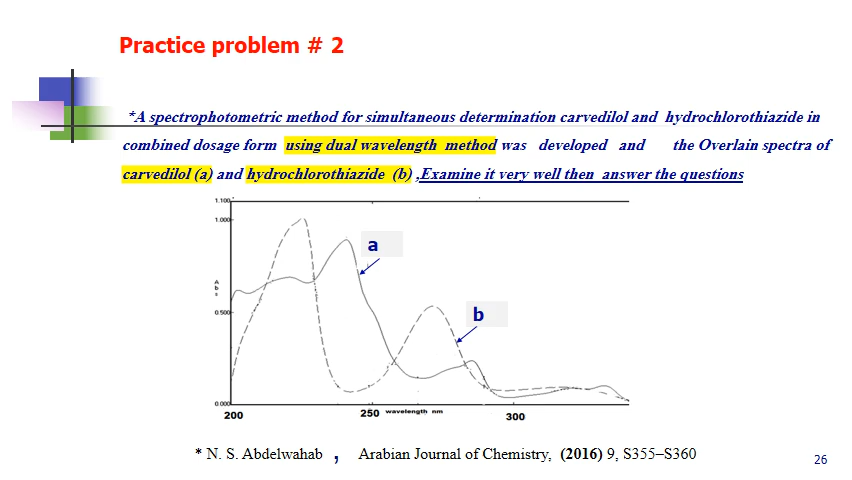 Practice problem # 2
*A spectrophotometric method for simultaneous determination carvedilol and hydrochlorothiazide in
combined dosage form using dual wavelength method was developed and the Overlain spectra of
carvedilol (a) and hydrochlorothiazide (b) ,Examine it very well then answer the questions
1.100
1.000
a
Abs
0.500
b
0.000
200
250
wavelength nm
300
* N. S. Abdelwahab , Arabian Journal of Chemistry, (2016) 9, S355–S360
26